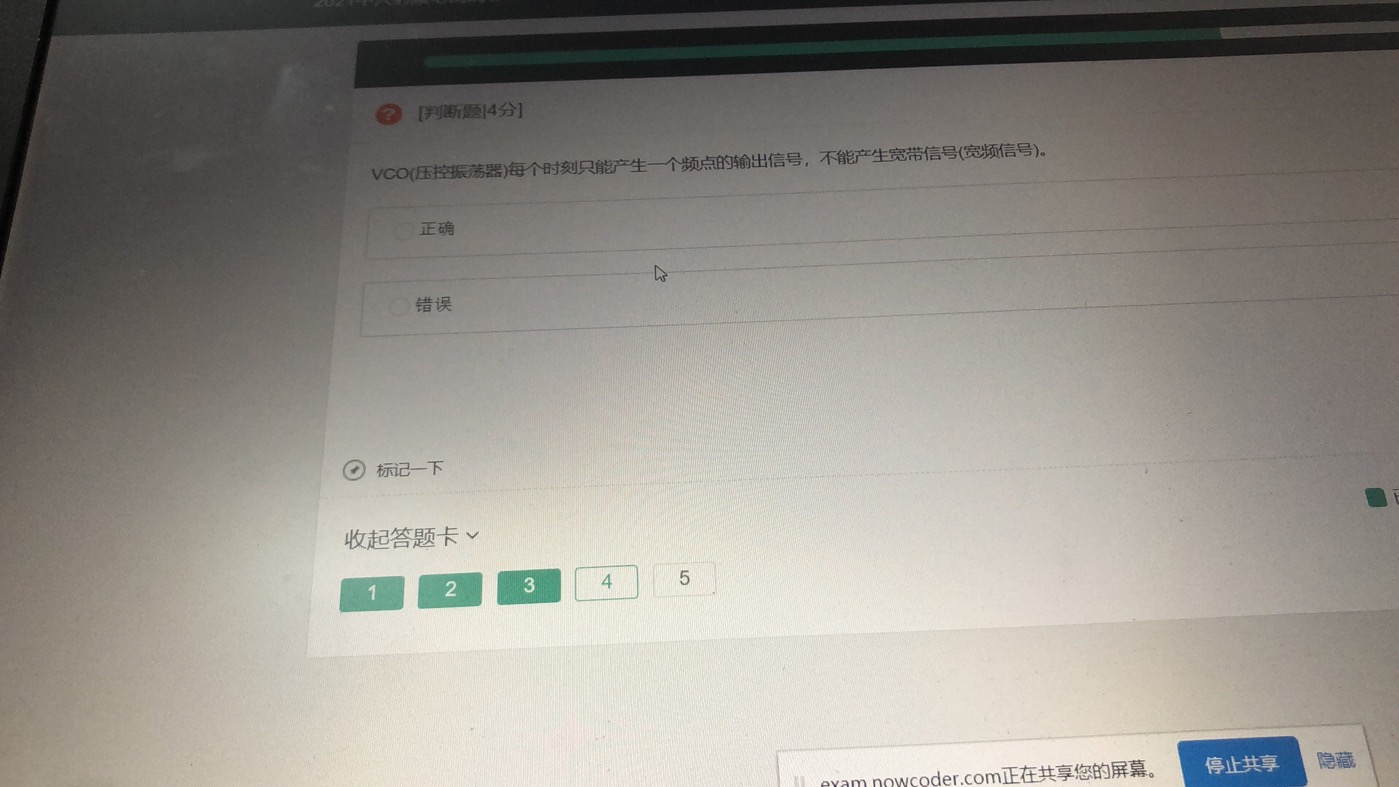 [判断题|4分]
VCO(压控振荡器)每个时刻只能产生一个频点的输出信号，不能产生宽带信号(宽频信号)。
正确
错误
标记一下
收起答题卡
1 2 3 4 5
exam.nowcoder.com正在共享您的屏幕。
停止共享 隐藏